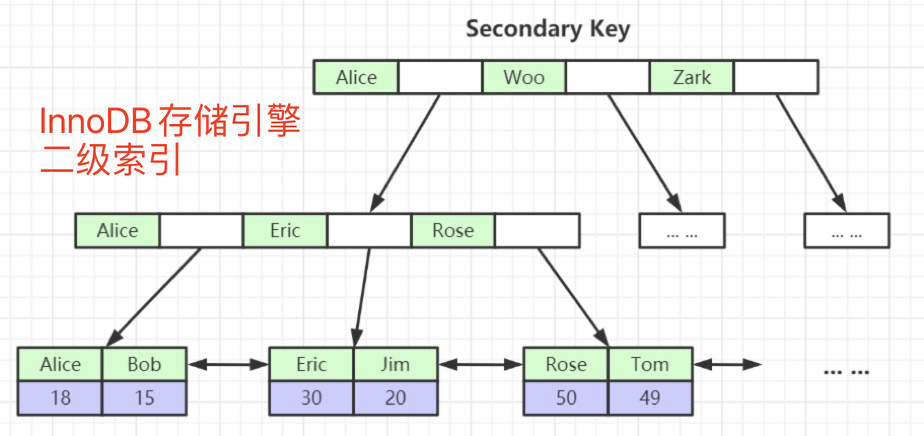 Secondary Key
Alice Woo Zark
InnoDB 存储引擎
二级索引
Alice Eric Rose
... ... ... ...
Alice Bob Eric Jim Rose Tom
... ...
18 15 30 20 50 49